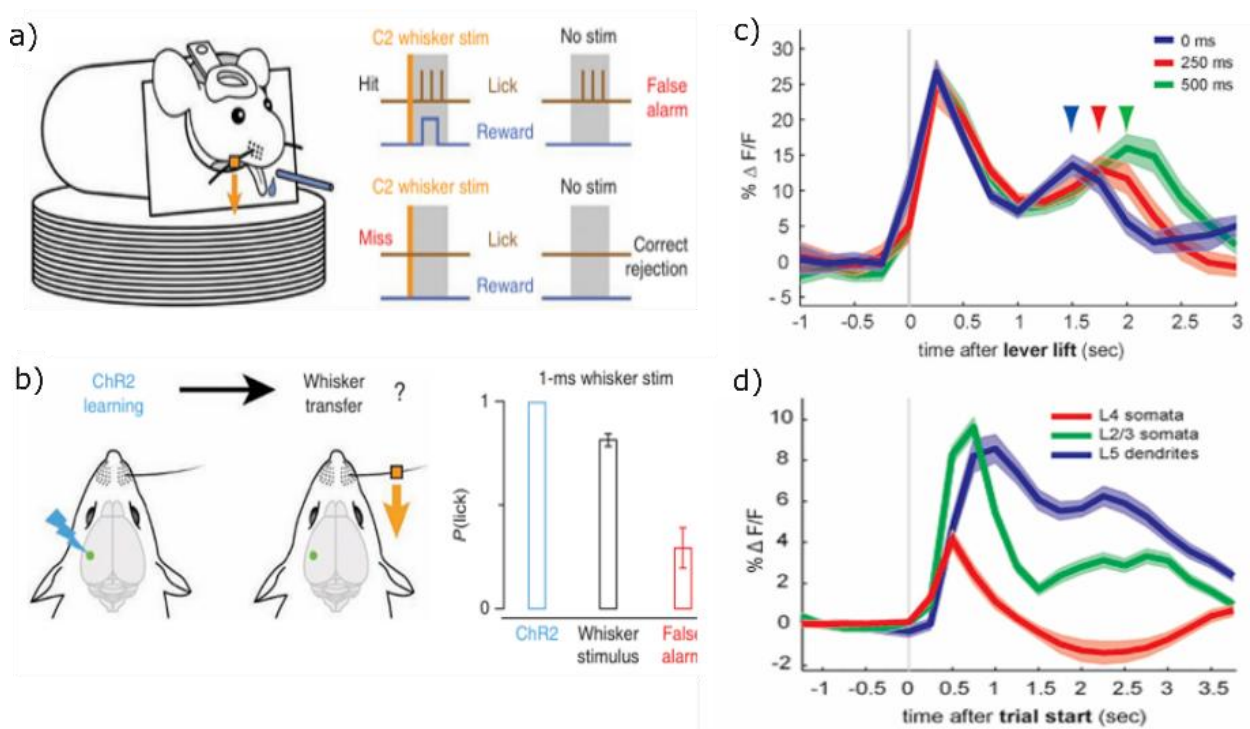 a)
C2 whisker stim
No stim
Hit
Lick
False
alarm
Reward
C2 whisker stim
No stim
Miss
Lick
Correct
rejection
Reward
b)
ChR2
learning
Whisker
transfer
?
1-ms whisker stim
1
P(lick)
0
ChR2
Whisker
stimulus
False
alarm
c)
30
25
20
15
10
5
0
-5
% Δ F/F
0 ms
250 ms
500 ms
-1 -0.5 0 0.5 1 1.5 2 2.5 3
time after lever lift (sec)
d)
10
8
6
4
2
0
-2
% Δ F/F
L4 somata
L2/3 somata
L5 dendrites
-1 -0.5 0 0.5 1 1.5 2 2.5 3 3.5
time after trial start (sec)